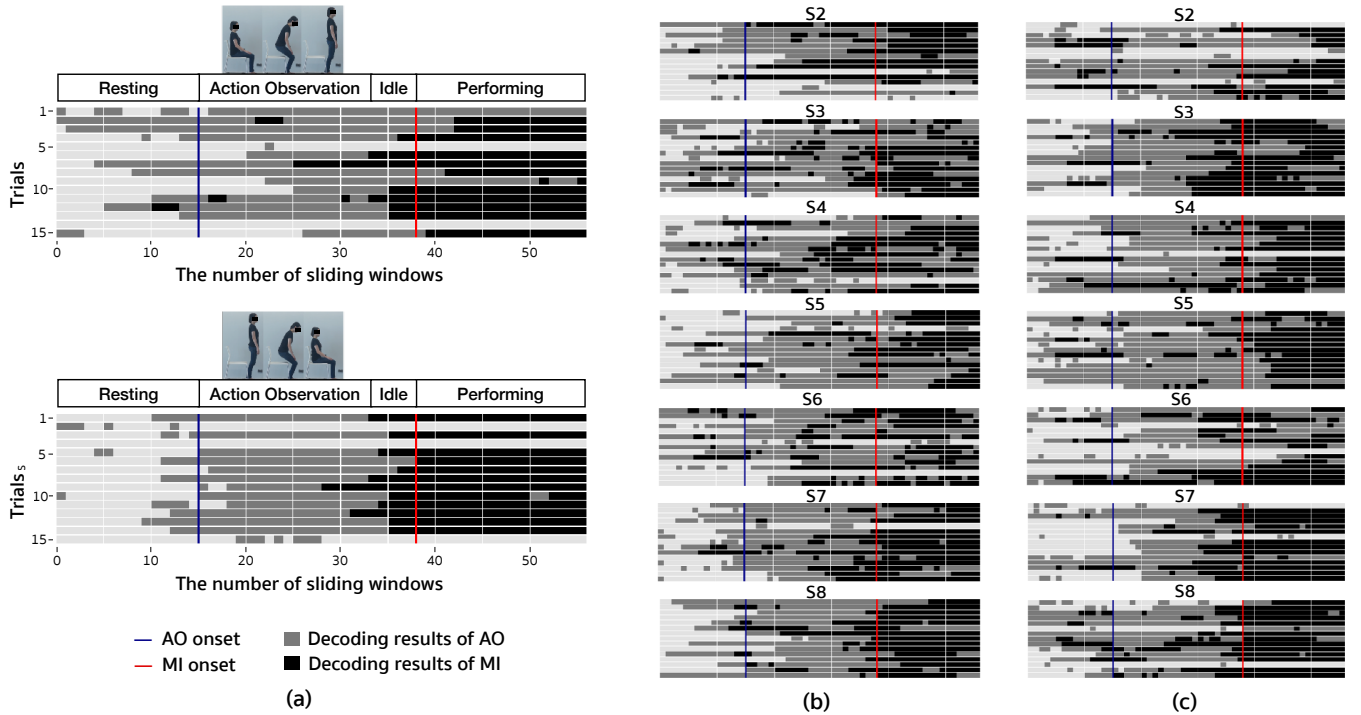 Resting Action Observation Idle Performing
1
5
10
15
Trials
0 10 20 30 40 50
The number of sliding windows
Resting Action Observation Idle Performing
1
5
10
15
Trials s
0 10 20 30 40 50
The number of sliding windows
AO onset Decoding results of AO
MI onset Decoding results of MI
(a)
S2
S3
S4
S5
S6
S7
S8
(b)
S2
S3
S4
S5
S6
S7
S8
(c)